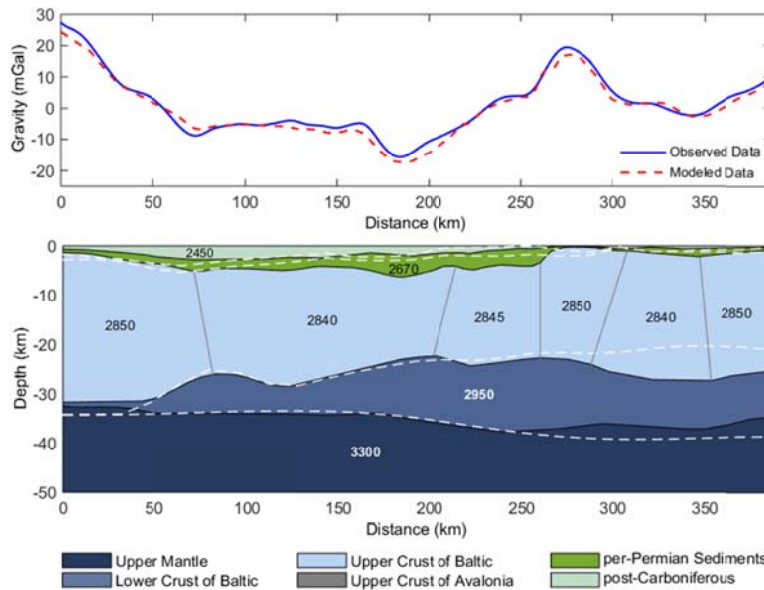 30
20
10
0
-10
-20
Gravity (mGal)
Observed Data
Modeled Data
0 50 100 150 200 250 300 350
Distance (km)
0
-10
-20
-30
-40
-50
Depth (km)
2450
2670
2850 2840 2845 2850 2840 2850
2950
3300
0 50 100 150 200 250 300 350
Distance (km)
Upper Mantle Upper Crust of Baltic per-Permian Sediments
Lower Crust of Baltic Upper Crust of Avalonia post-Carboniferous